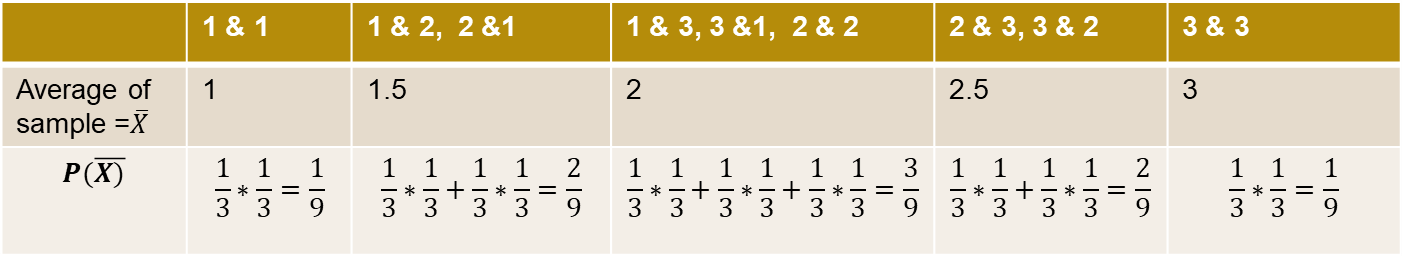 1 & 1 1 & 2, 2 &1 1 & 3, 3 &1, 2 & 2 2 & 3, 3 & 2 3 & 3
Average of sample =X̄ 1 1.5 2 2.5 3
P(X̄) 1/3 * 1/3 = 1/9 1/3 * 1/3 + 1/3 * 1/3 = 2/9 1/3 * 1/3 + 1/3 * 1/3 + 1/3 * 1/3 = 3/9 1/3 * 1/3 + 1/3 * 1/3 = 2/9 1/3 * 1/3 = 1/9